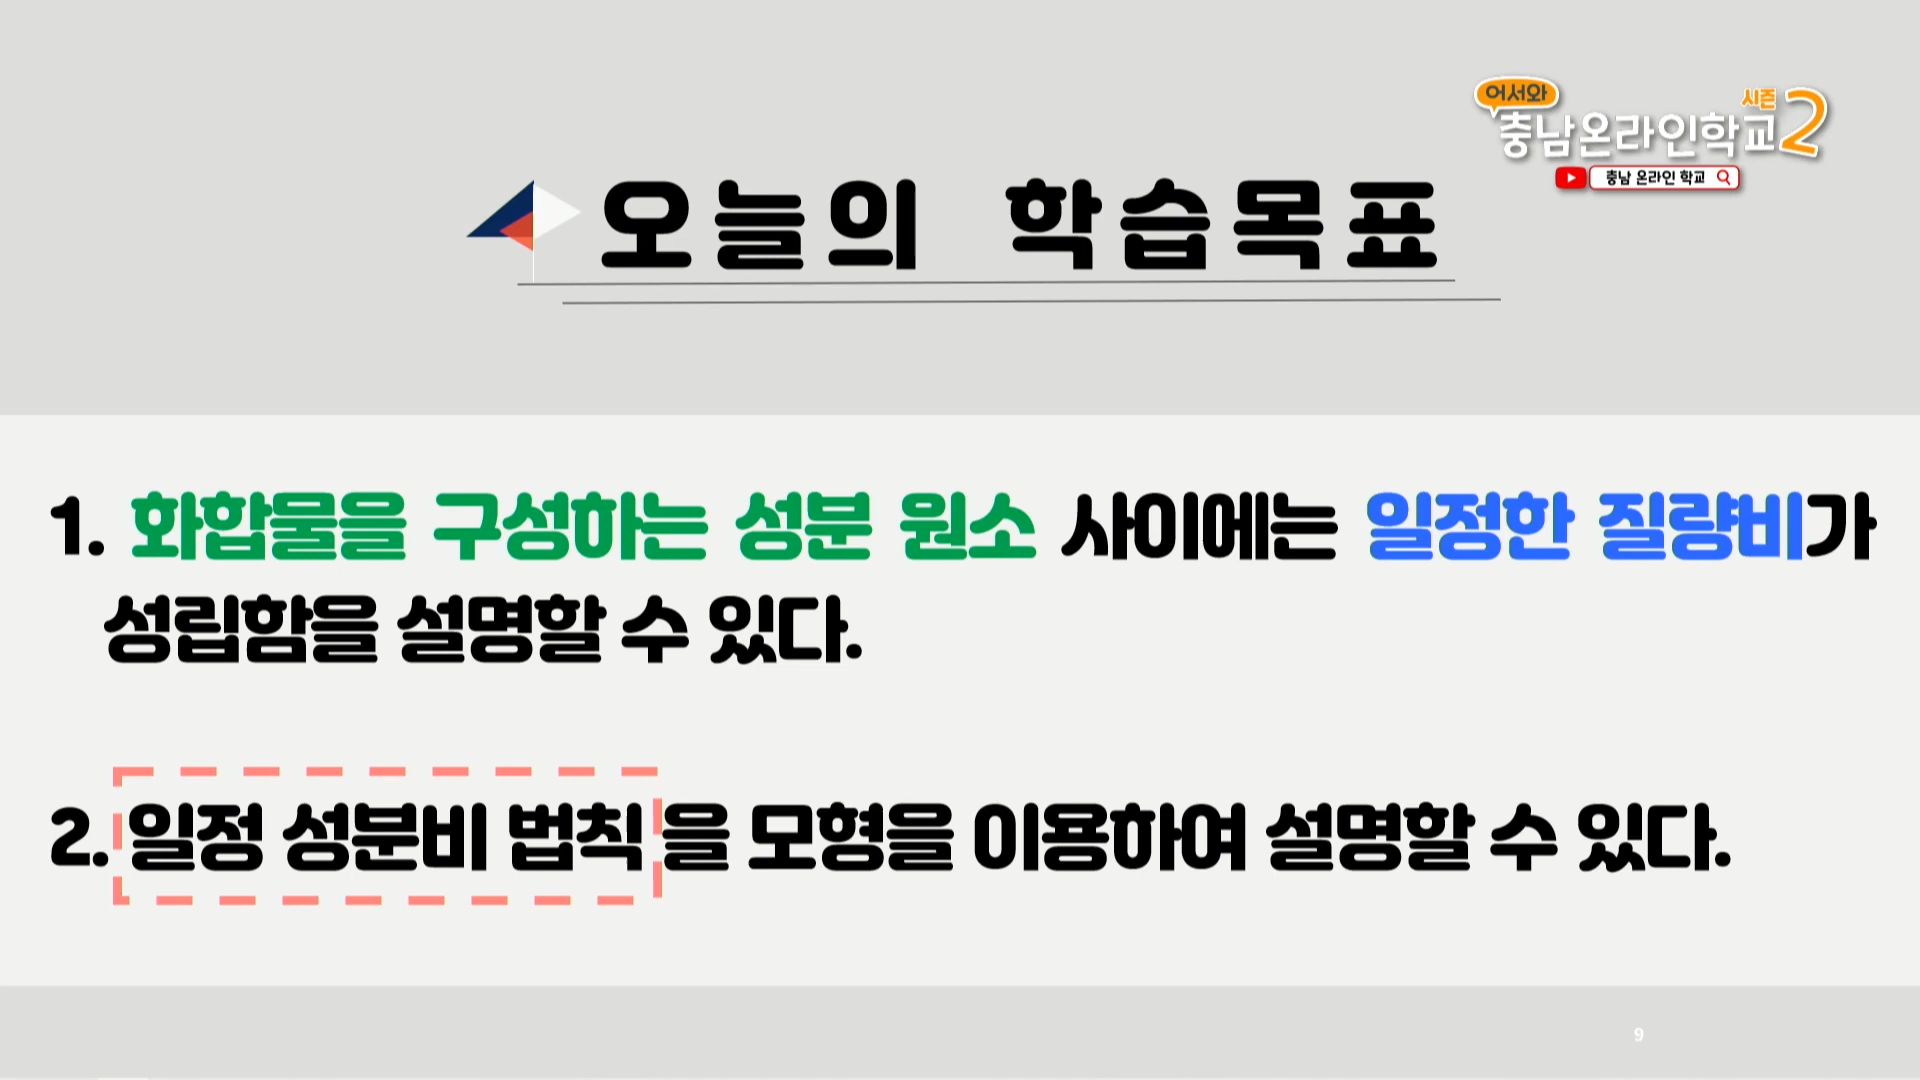 어서와
시즌
충남온라인학교2
충남 온라인 학교
오늘의 학습목표
1. 화합물을 구성하는 성분 원소 사이에는 일정한 질량비가
성립함을 설명할 수 있다.
2. 일정 성분비 법칙을 모형을 이용하여 설명할 수 있다.
9